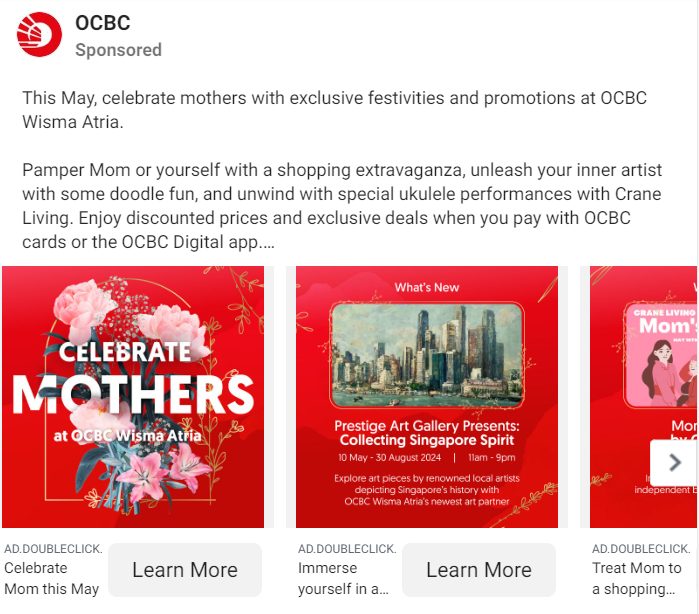 OCBC
Sponsored
This May, celebrate mothers with exclusive festivities and promotions at OCBC
Wisma Atria.
Pamper Mom or yourself with a shopping extravaganza, unleash your inner artist
with some doodle fun, and unwind with special ukulele performances with Crane
Living. Enjoy discounted prices and exclusive deals when you pay with OCBC
cards or the OCBC Digital app....
CELEBRATE
MOTHERS
at OCBC Wisma Atria
What's New
Prestige Art Gallery Presents:
Collecting Singapore Spirit
10 May - 30 August 2024 | 11am - 9pm
Explore art pieces by renowned local artists
depicting Singapore's history with
OCBC Wisma Atria's newest art partner
CRANE LIVING
Mom's
independent
AD.DOUBLECLICK.
Celebrate
Mom this May
Learn More
AD.DOUBLECLICK.
Immerse
yourself in a...
Learn More
AD.DOUBLECLICK.
Treat Mom to
a shopping...